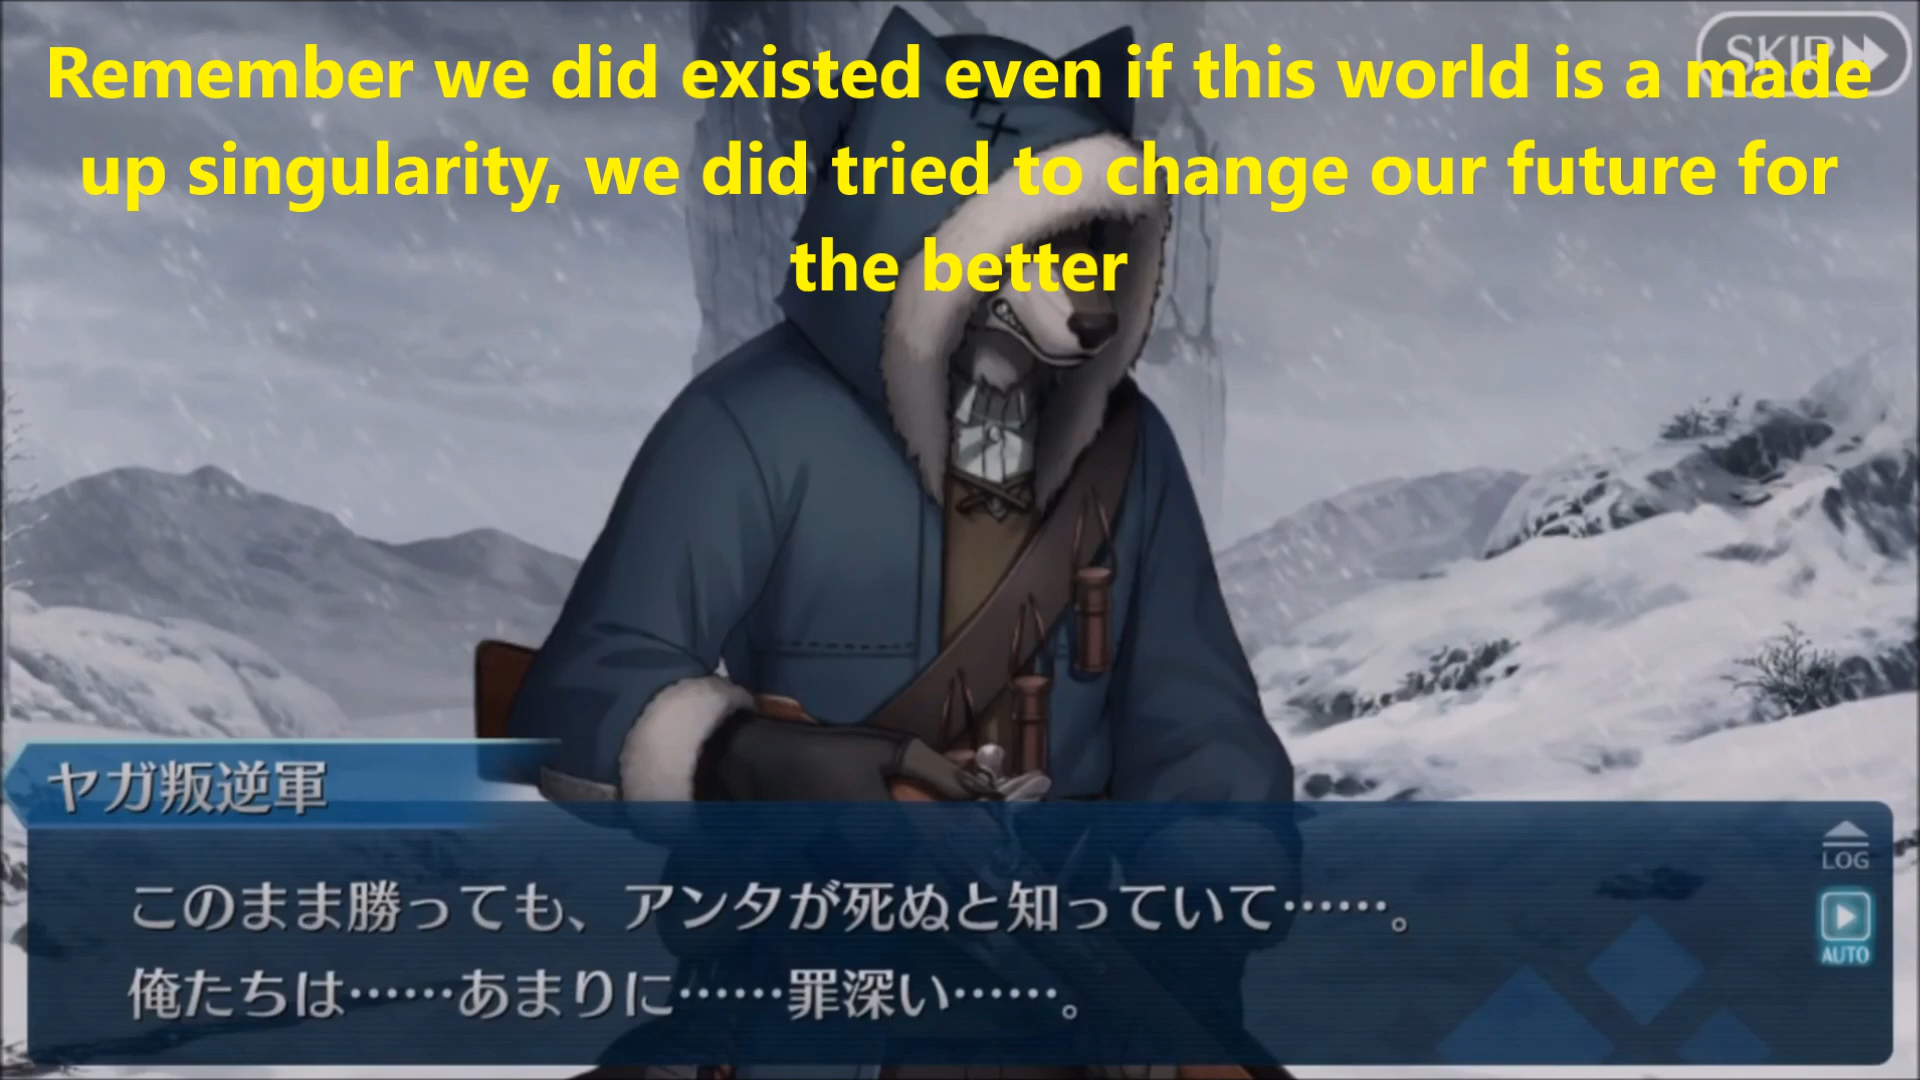 Remember we did existed even if this world is a made
up singularity, we did tried to change our future for
the better
SKIP
ヤガ叛逆軍
このまま勝っても、アンタが死ぬと知っていて……。
俺たちは……あまりに……罪深い……。
LOG
AUTO